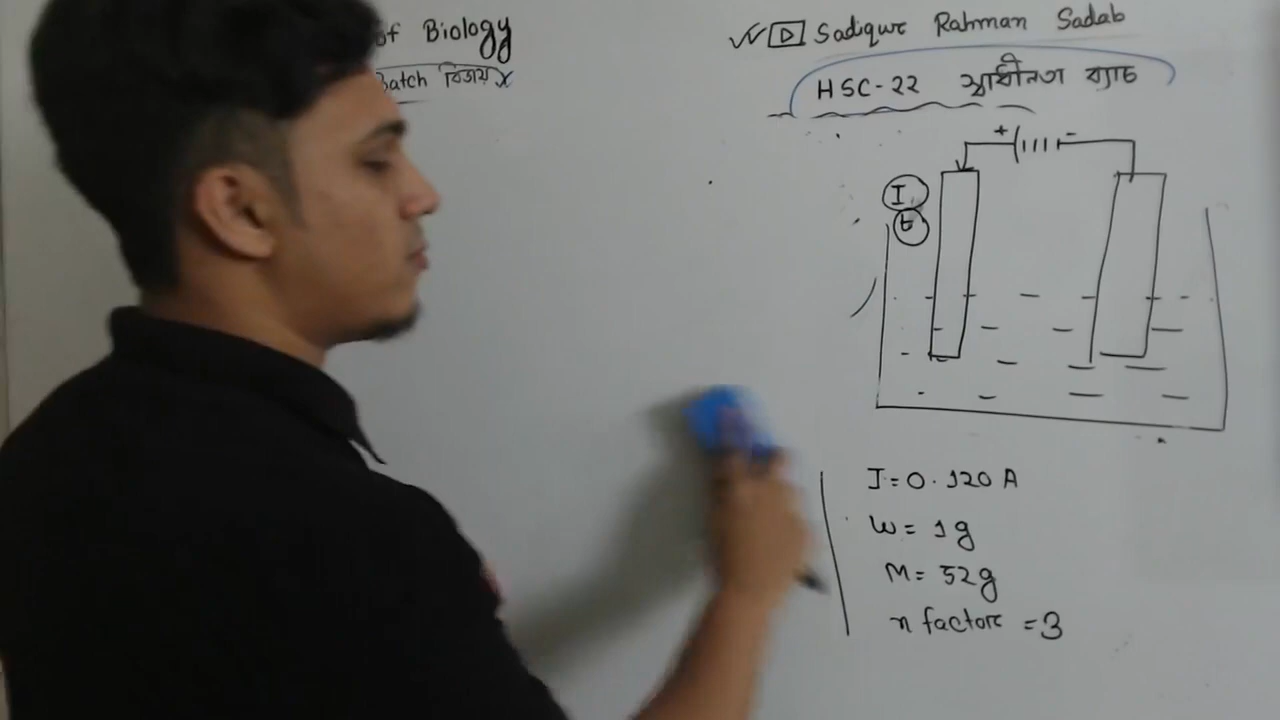 of Biology
Batch বিজয়
Sadique Rahman Sadab
HSC-22 স্বাধীনতা ব্যাচ
+ -
I
t
I = 0.120 A
W = 1g
M = 52g
n factor = 3